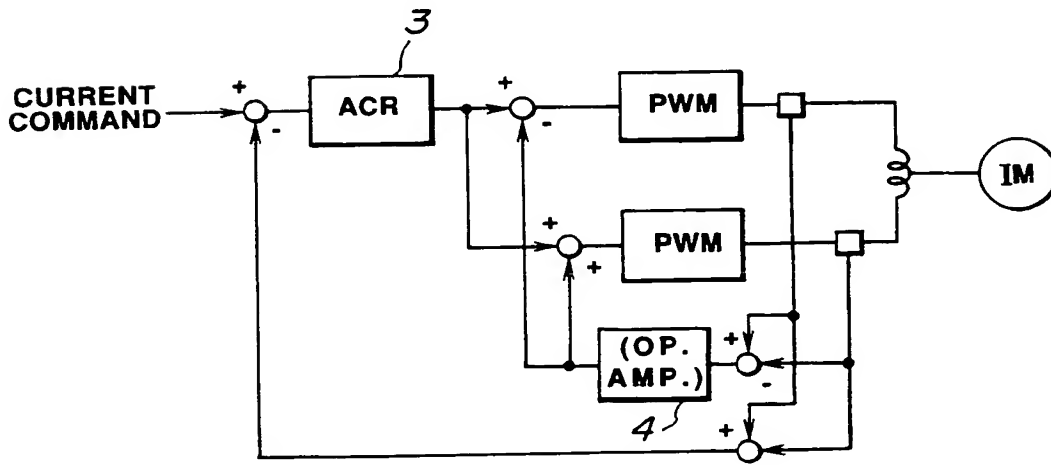 3
CURRENT
COMMAND
+
-
ACR
+
-
PWM
IM
+
+
PWM
(OP.
AMP.)
+
-
4
+